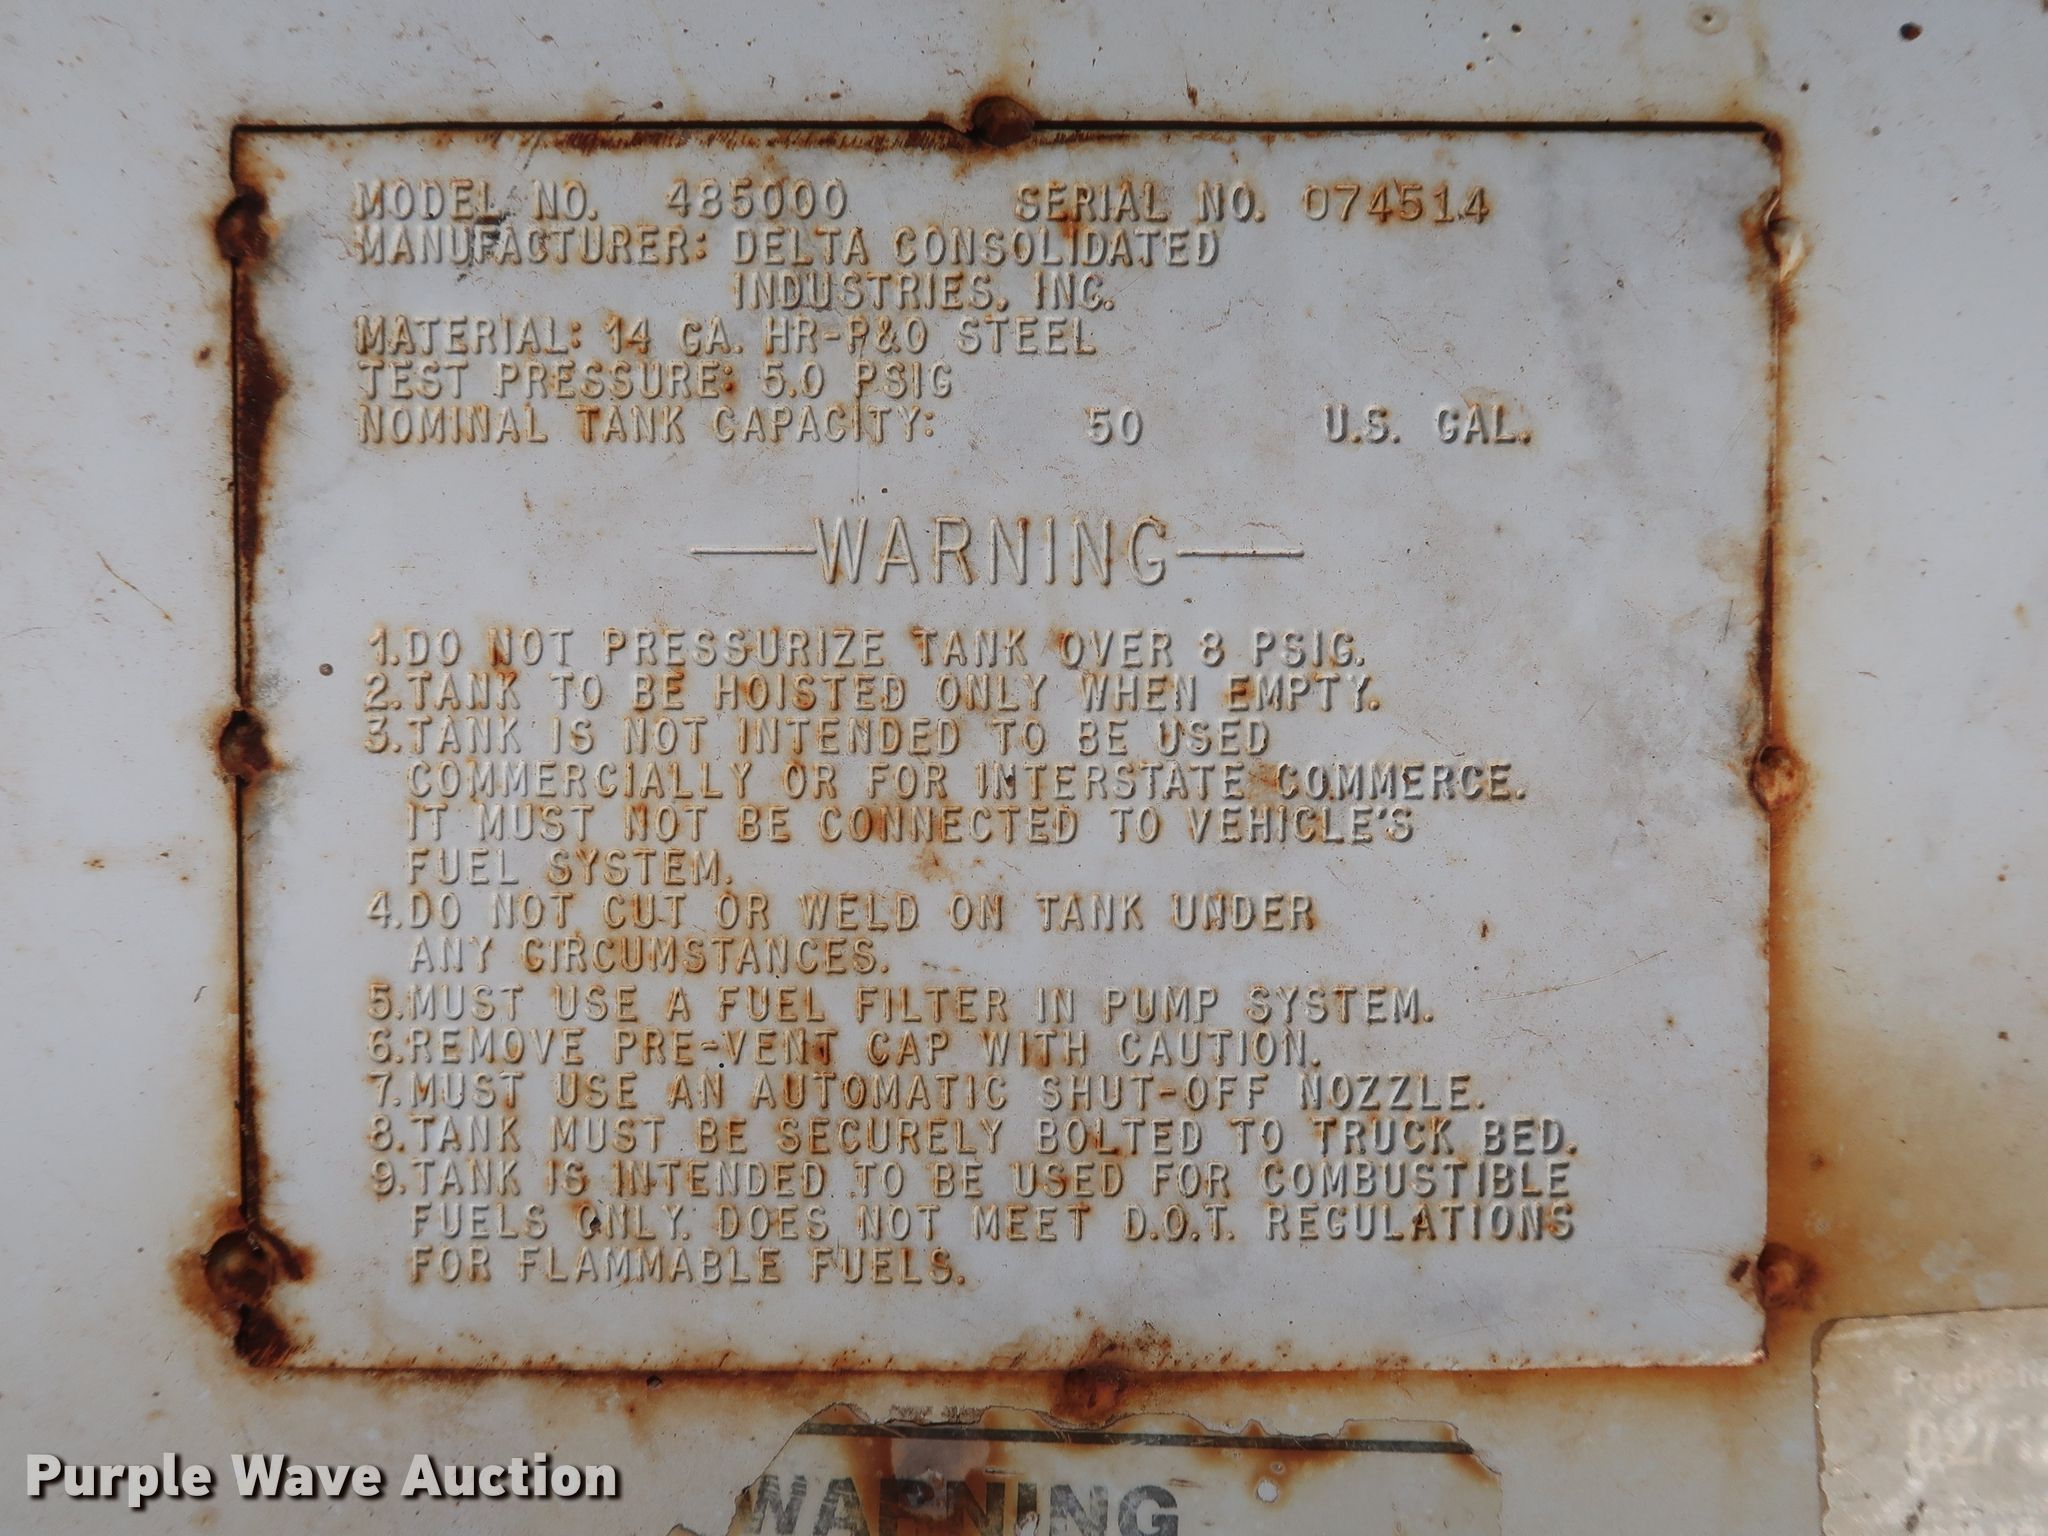 MODEL NO. 485000 SERIAL NO. 074514
MANUFACTURER: DELTA CONSOLIDATED
INDUSTRIES, INC.
MATERIAL: 14 GA. HR-P&O STEEL
TEST PRESSURE: 5.0 PSIG
NOMINAL TANK CAPACITY: 50 U.S. GAL.
—WARNING—
1.DO NOT PRESSURIZE TANK OVER 8 PSIG.
2.TANK TO BE HOISTED ONLY WHEN EMPTY.
3.TANK IS NOT INTENDED TO BE USED
COMMERCIALLY OR FOR INTERSTATE COMMERCE.
IT MUST NOT BE CONNECTED TO VEHICLE'S
FUEL SYSTEM.
4.DO NOT CUT OR WELD ON TANK UNDER
ANY CIRCUMSTANCES.
5.MUST USE A FUEL FILTER IN PUMP SYSTEM.
6.REMOVE PRE-VENT CAP WITH CAUTION.
7.MUST USE AN AUTOMATIC SHUT-OFF NOZZLE.
8.TANK MUST BE SECURELY BOLTED TO TRUCK BED.
9.TANK IS INTENDED TO BE USED FOR COMBUSTIBLE
FUELS ONLY. DOES NOT MEET D.O.T. REGULATIONS
FOR FLAMMABLE FUELS.
WARNING
Purple Wave Auction